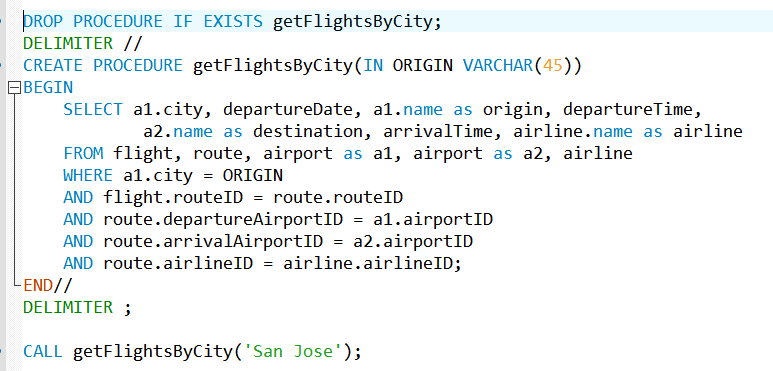 DROP PROCEDURE IF EXISTS getFlightsByCity;
DELIMITER //
CREATE PROCEDURE getFlightsByCity(IN ORIGIN VARCHAR(45))
BEGIN
    SELECT a1.city, departureDate, a1.name as origin, departureTime,
            a2.name as destination, arrivalTime, airline.name as airline
    FROM flight, route, airport as a1, airport as a2, airline
    WHERE a1.city = ORIGIN
    AND flight.routeID = route.routeID
    AND route.departureAirportID = a1.airportID
    AND route.arrivalAirportID = a2.airportID
    AND route.airlineID = airline.airlineID;
END//
DELIMITER ;
CALL getFlightsByCity('San Jose');